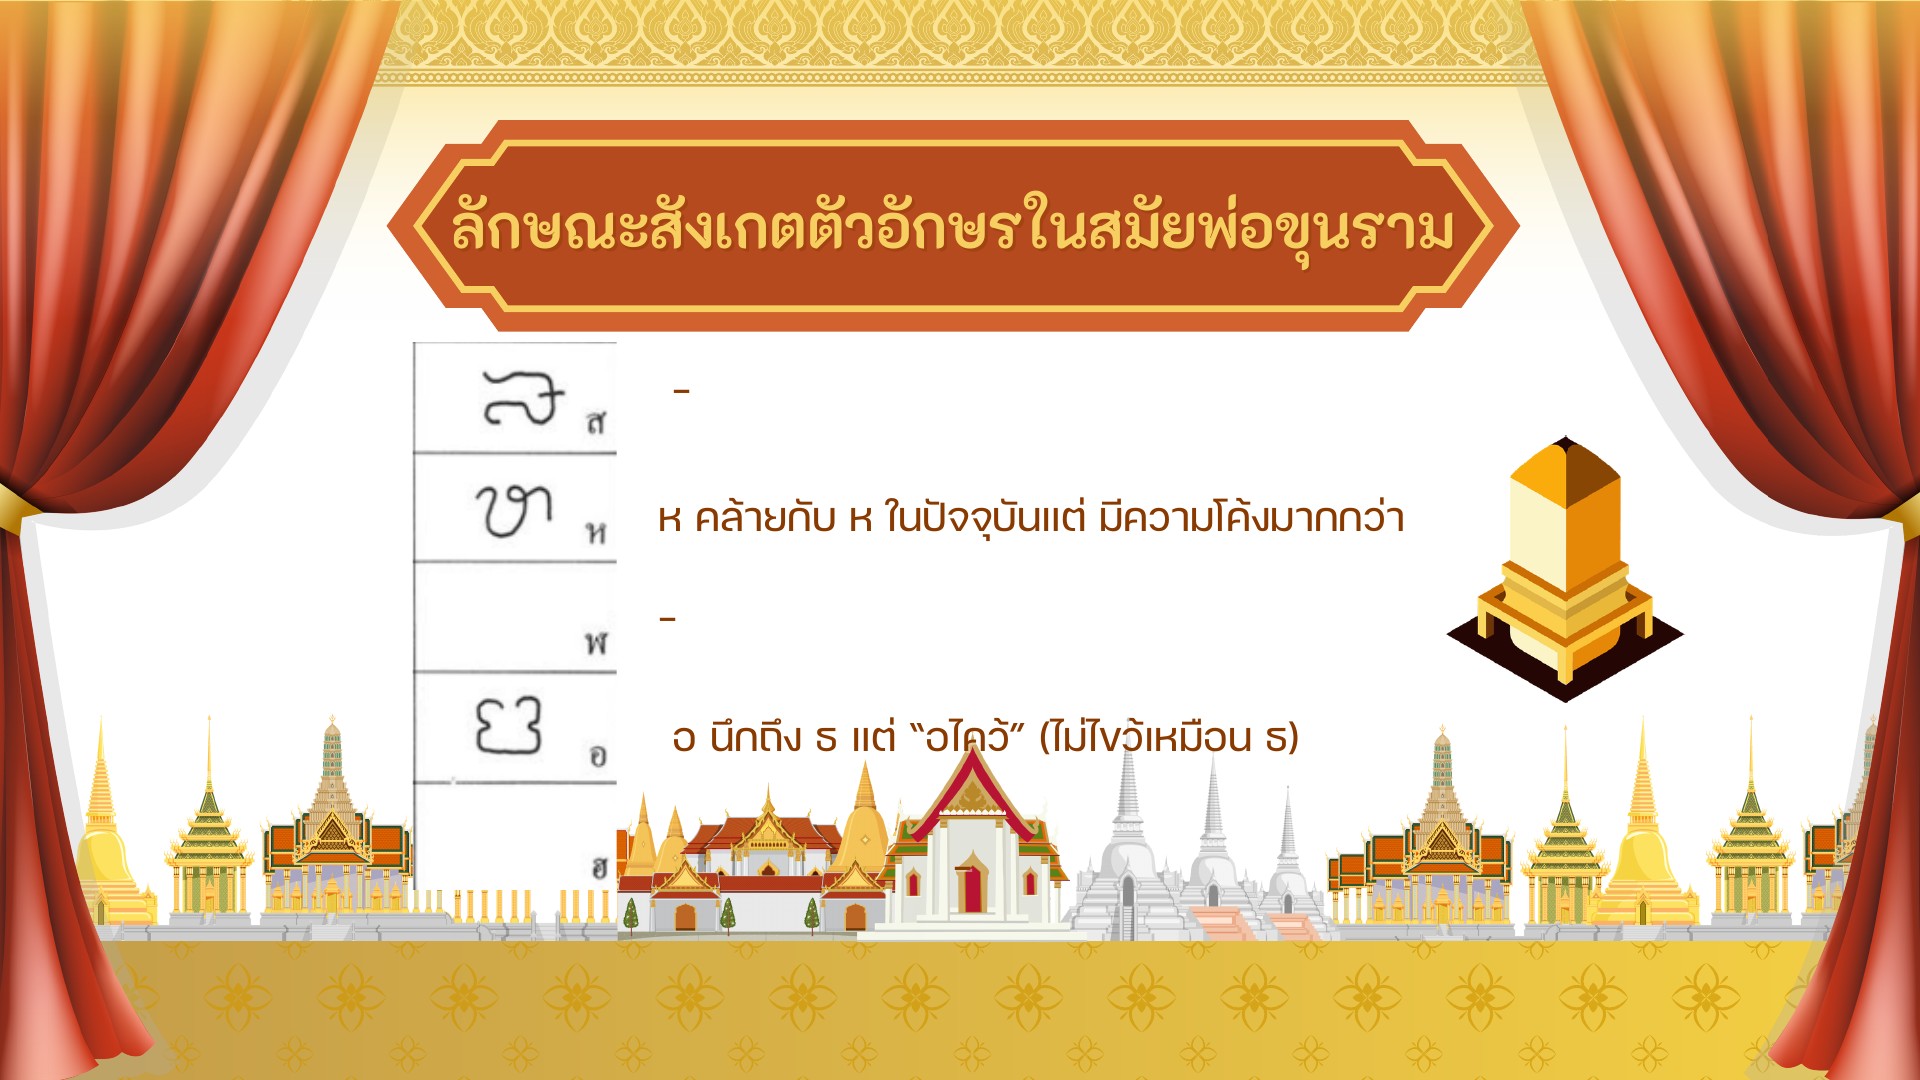 ลักษณะสังเกตตัวอักษรในสมัยพ่อขุนราม
ส
-
ห
ห คล้ายกับ ห ในปัจจุบันแต่ มีความโค้งมากกว่า
ฬ
-
อ
อ นึกถึง ธ แต่ “อไคว้” (ไม่ไขว้เหมือน ธ)
ฮ